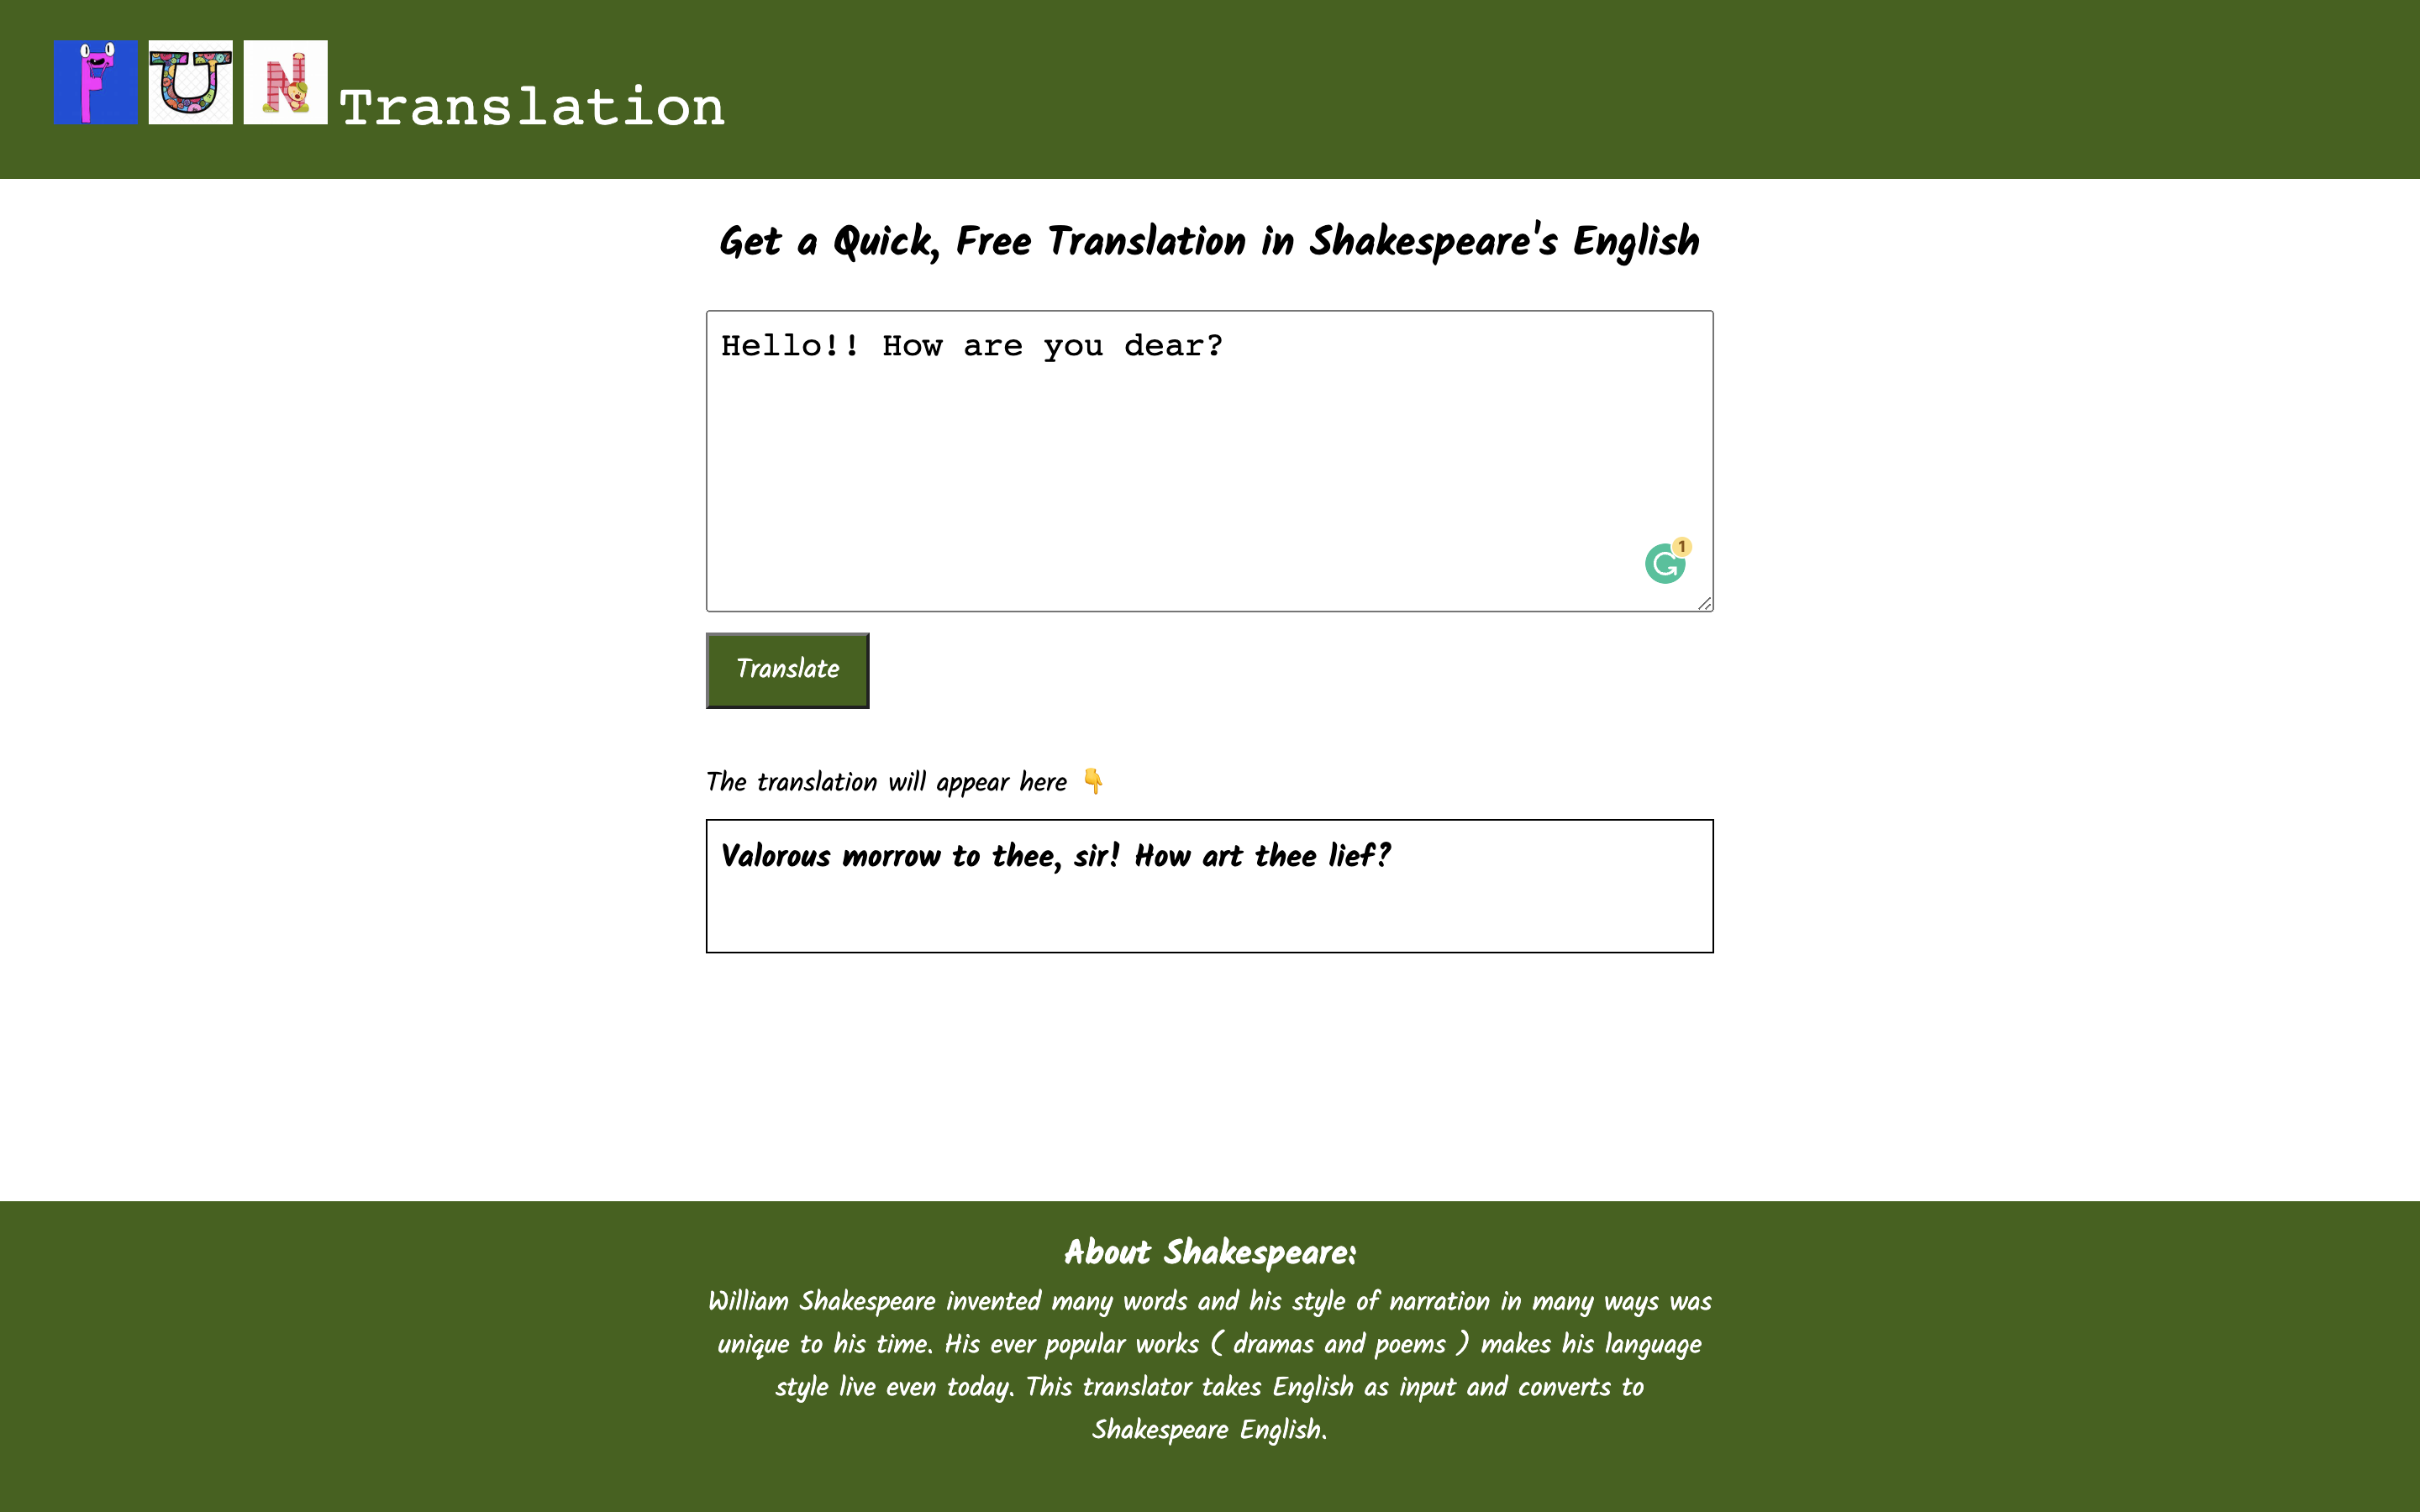 FUN Translation
Get a Quick, Free Translation in Shakespeare's English
Hello!! How are you dear?
1
Translate
The translation will appear here 👇
Valorous morrow to thee, sir! How art thee lief?
About Shakespeare:
William Shakespeare invented many words and his style of narration in many ways was
unique to his time. His ever popular works ( dramas and poems ) makes his language
style live even today. This translator takes English as input and converts to
Shakespeare English.